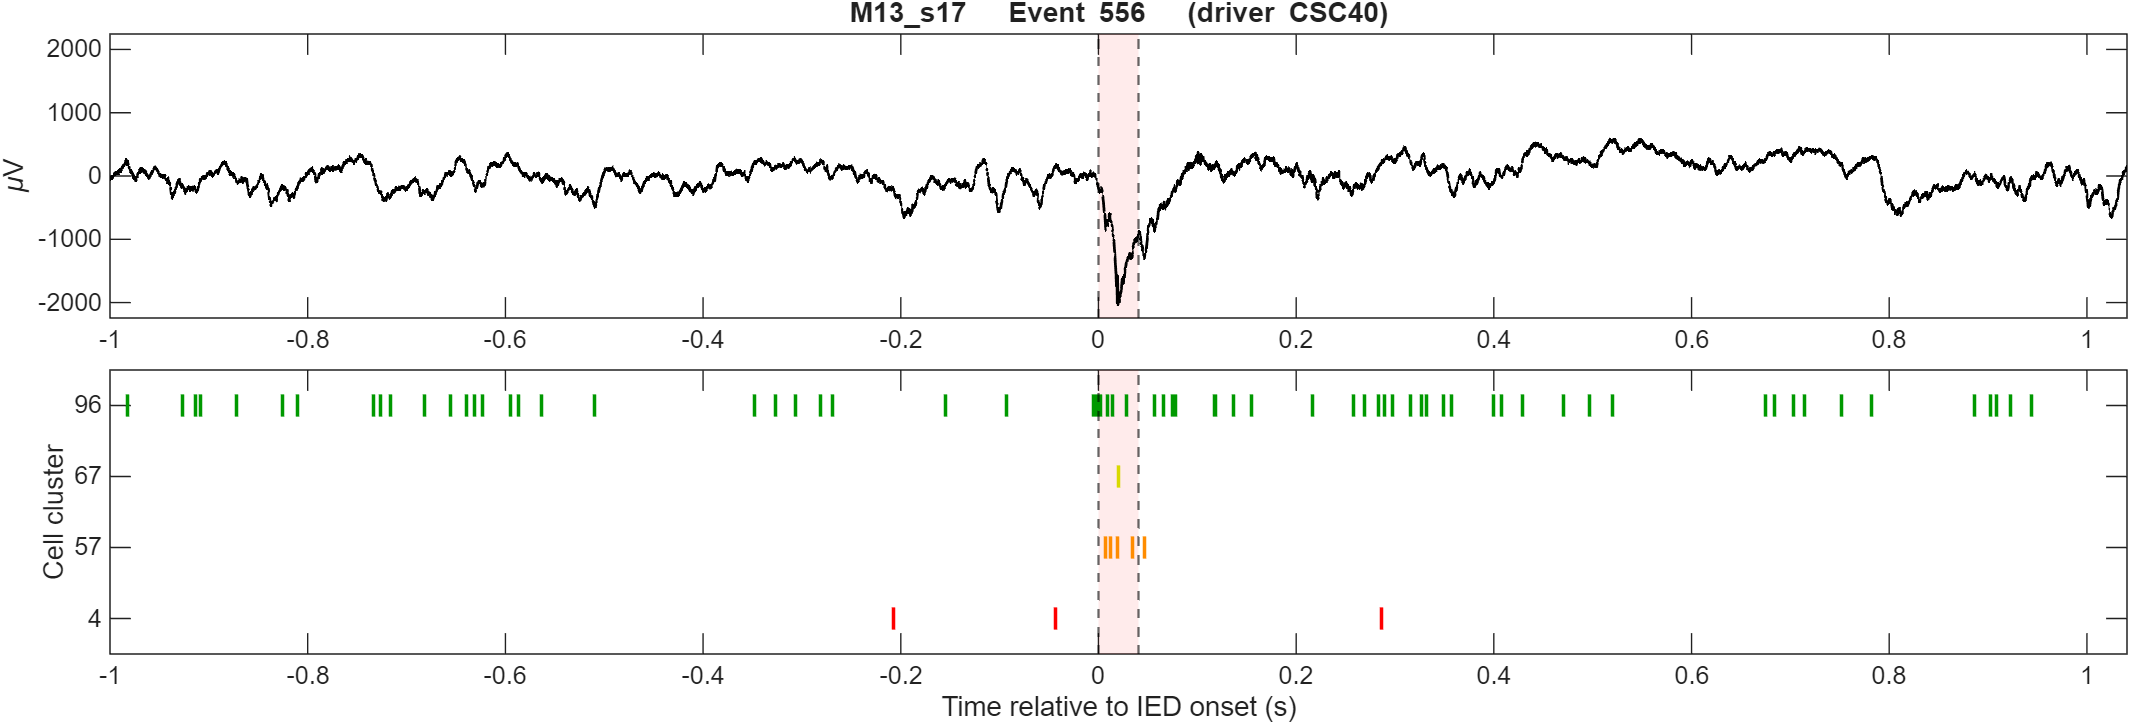 M13_s17 Event 556 (driver CSC40)
2000
1000
0
-1000
-2000
µV
-1 -0.8 -0.6 -0.4 -0.2 0 0.2 0.4 0.6 0.8 1
96
67
57
4
Cell cluster
-1 -0.8 -0.6 -0.4 -0.2 0 0.2 0.4 0.6 0.8 1
Time relative to IED onset (s)